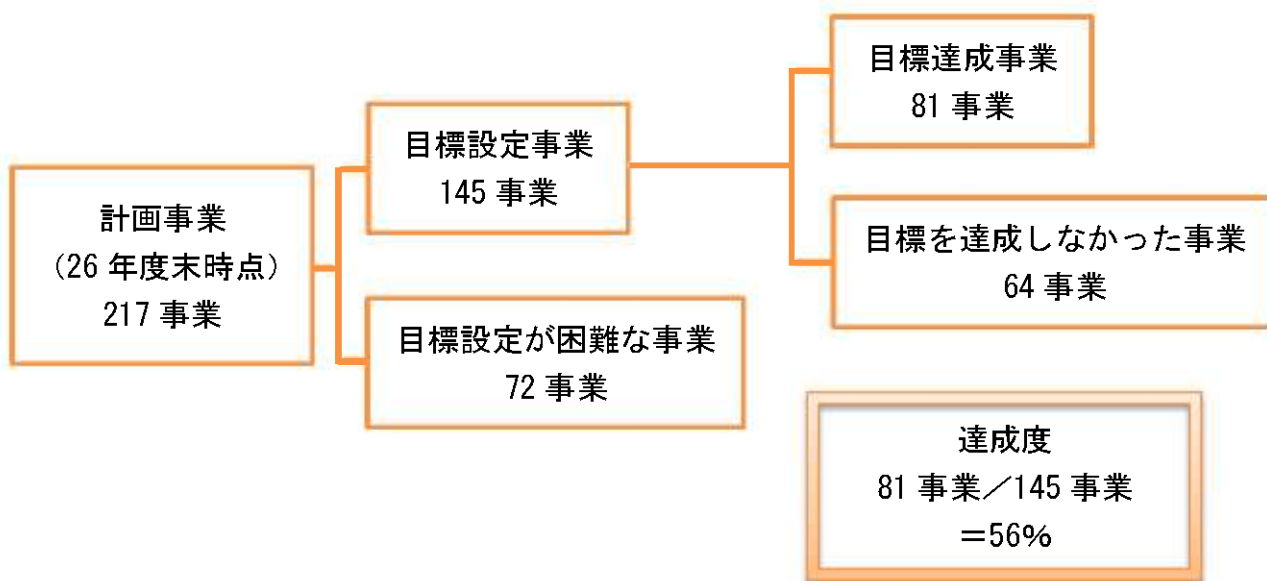 計画事業
（26 年度末時点）
217 事業
目標設定事業
145 事業
目標設定が困難な事業
72 事業
目標達成事業
81 事業
目標を達成しなかった事業
64 事業
達成度
81 事業／145 事業
＝56%